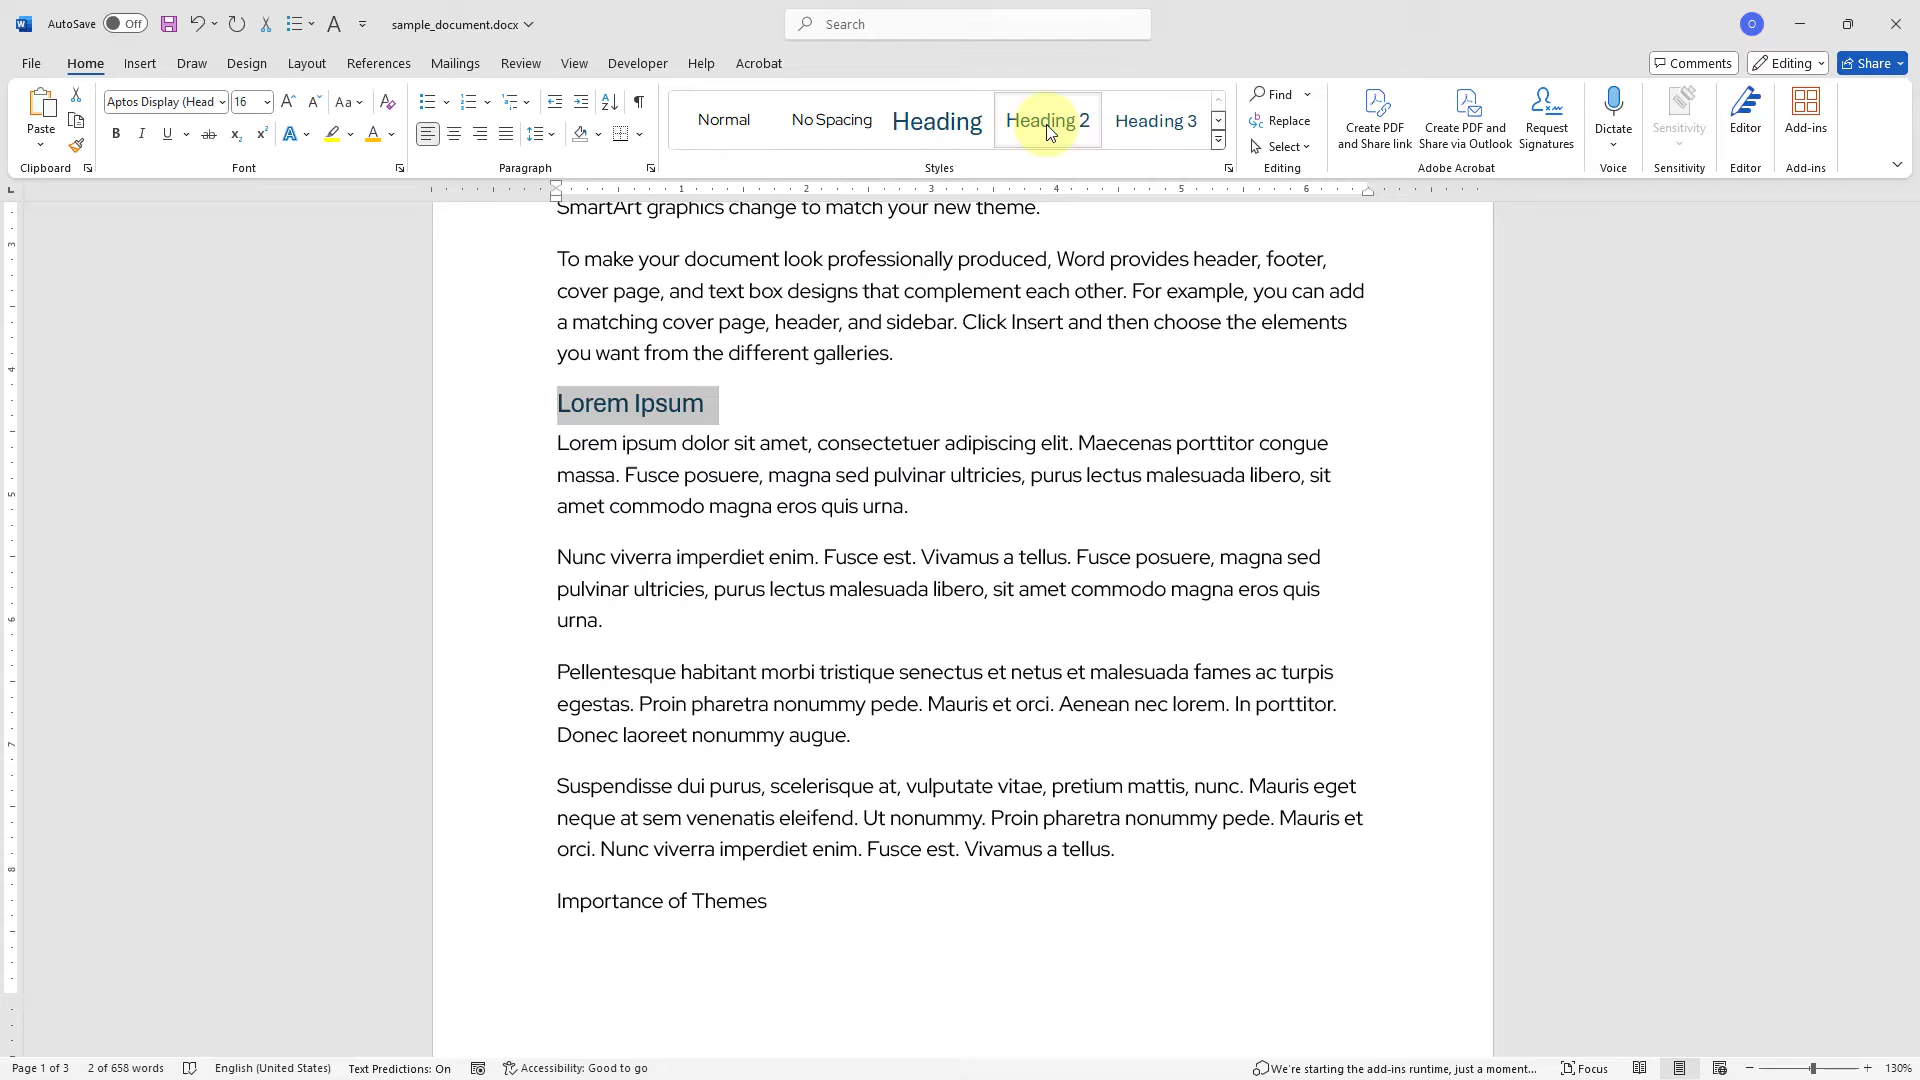 AutoSave Off
sample_document.docx
Search
O
File Home Insert Draw Design Layout References Mailings Review View Developer Help Acrobat
Comments Editing Share
Paste
Clipboard
Aptos Display (Head 16
Font
Paragraph
Normal No Spacing Heading Heading 2 Heading 3
Styles
Find
Replace
Select
Editing
Create PDF
and Share link
Create PDF and
Share via Outlook
Request
Signatures
Adobe Acrobat
Dictate
Voice
Sensitivity
Sensitivity
Editor
Editor
Add-ins
Add-ins
1 2 3 4 5 6
3
4
5
6
7
8
SmartArt graphics change to match your new theme.
To make your document look professionally produced, Word provides header, footer,
cover page, and text box designs that complement each other. For example, you can add
a matching cover page, header, and sidebar. Click Insert and then choose the elements
you want from the different galleries.
Lorem Ipsum
Lorem ipsum dolor sit amet, consectetuer adipiscing elit. Maecenas porttitor congue
massa. Fusce posuere, magna sed pulvinar ultricies, purus lectus malesuada libero, sit
amet commodo magna eros quis urna.
Nunc viverra imperdiet enim. Fusce est. Vivamus a tellus. Fusce posuere, magna sed
pulvinar ultricies, purus lectus malesuada libero, sit amet commodo magna eros quis
urna.
Pellentesque habitant morbi tristique senectus et netus et malesuada fames ac turpis
egestas. Proin pharetra nonummy pede. Mauris et orci. Aenean nec lorem. In porttitor.
Donec laoreet nonummy augue.
Suspendisse dui purus, scelerisque at, vulputate vitae, pretium mattis, nunc. Mauris eget
neque at sem venenatis eleifend. Ut nonummy. Proin pharetra nonummy pede. Mauris et
orci. Nunc viverra imperdiet enim. Fusce est. Vivamus a tellus.
Importance of Themes
Page 1 of 3 2 of 658 words English (United States) Text Predictions: On Accessibility: Good to go
We're starting the add-ins runtime, just a moment... Focus 130%